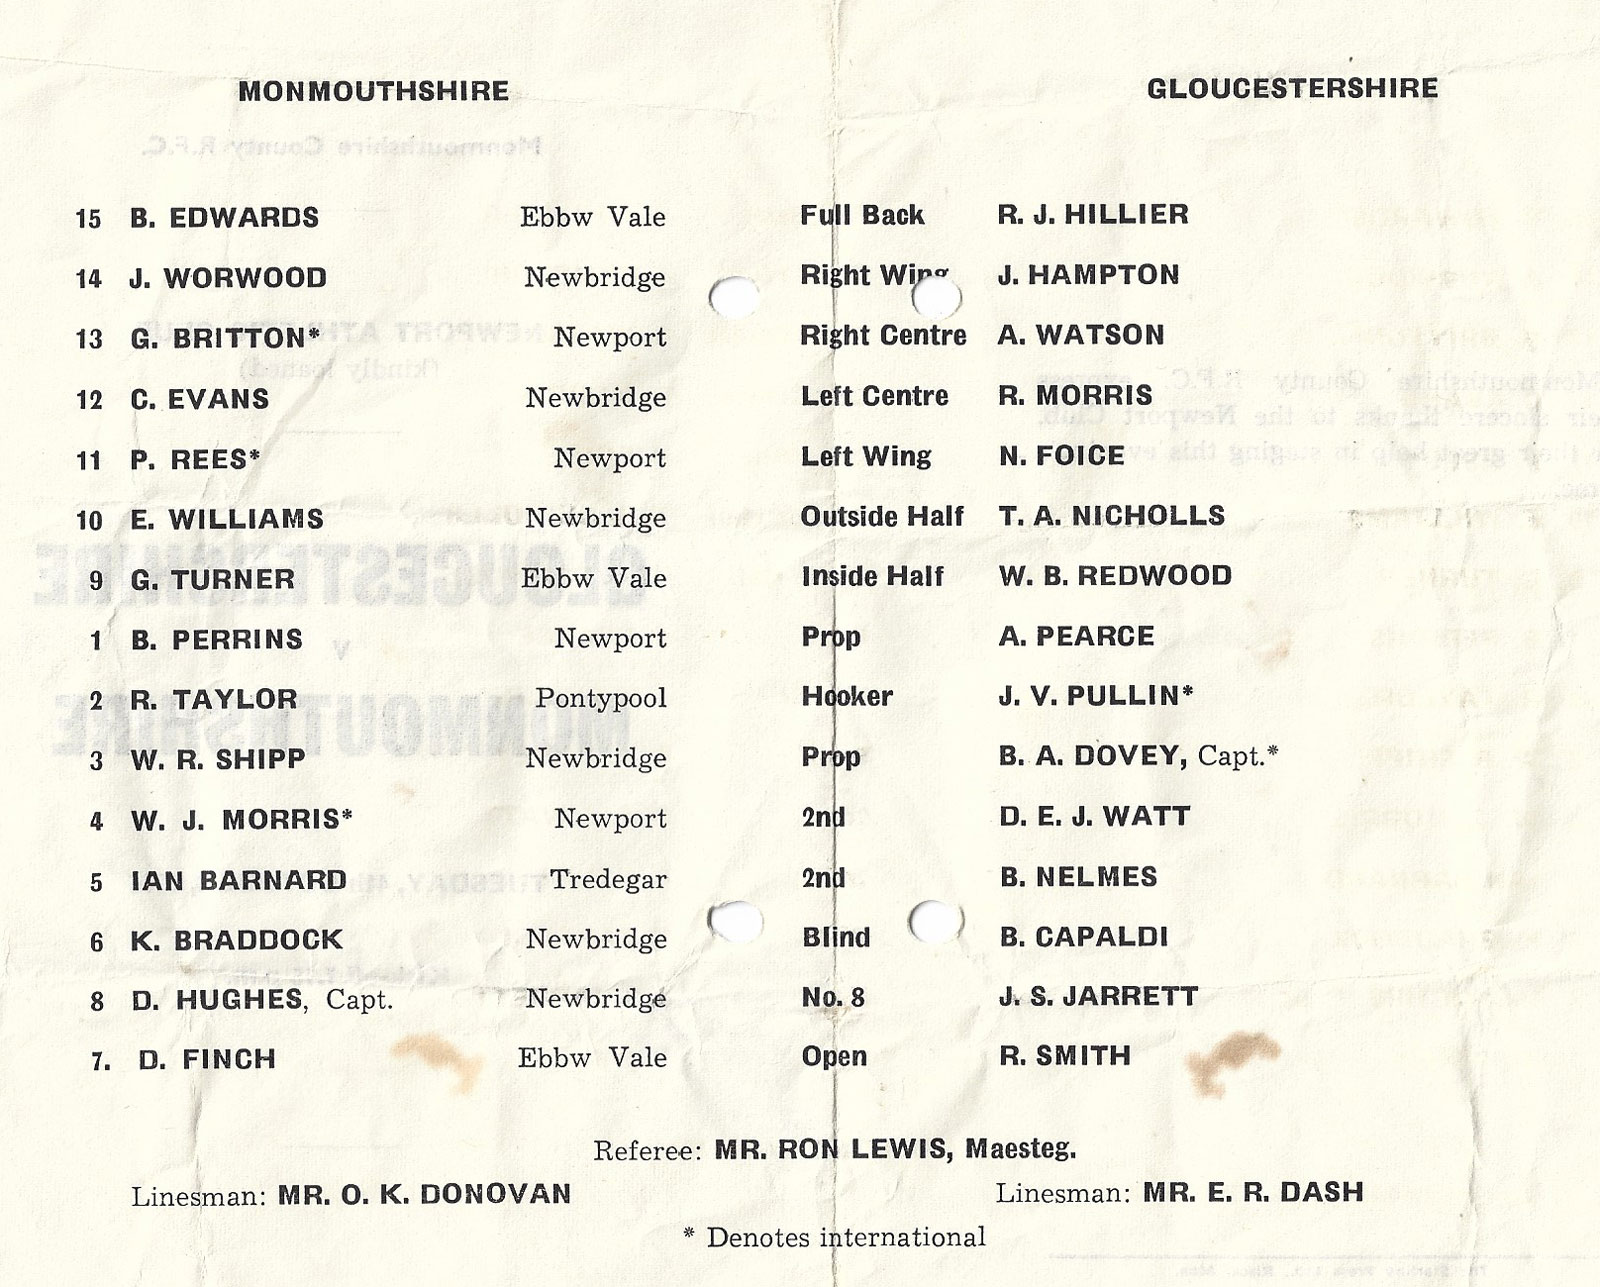 MONMOUTHSHIRE GLOUCESTERSHIRE
15 B. EDWARDS Ebbw Vale Full Back R. J. HILLIER
14 J. WORWOOD Newbridge Right Wing J. HAMPTON
13 G. BRITTON* Newport Right Centre A. WATSON
12 C. EVANS Newbridge Left Centre R. MORRIS
11 P. REES* Newport Left Wing N. FOICE
10 E. WILLIAMS Newbridge Outside Half T. A. NICHOLLS
9 G. TURNER Ebbw Vale Inside Half W. B. REDWOOD
1 B. PERRINS Newport Prop A. PEARCE
2 R. TAYLOR Pontypool Hooker J. V. PULLIN*
3 W. R. SHIPP Newbridge Prop B. A. DOVEY, Capt.*
4 W. J. MORRIS* Newport 2nd D. E. J. WATT
5 IAN BARNARD Tredegar 2nd B. NELMES
6 K. BRADDOCK Newbridge Blind B. CAPALDI
8 D. HUGHES, Capt. Newbridge No. 8 J. S. JARRETT
7. D. FINCH Ebbw Vale Open R. SMITH
Referee: MR. RON LEWIS, Maesteg.
Linesman: MR. O. K. DONOVAN Linesman: MR. E. R. DASH
* Denotes international